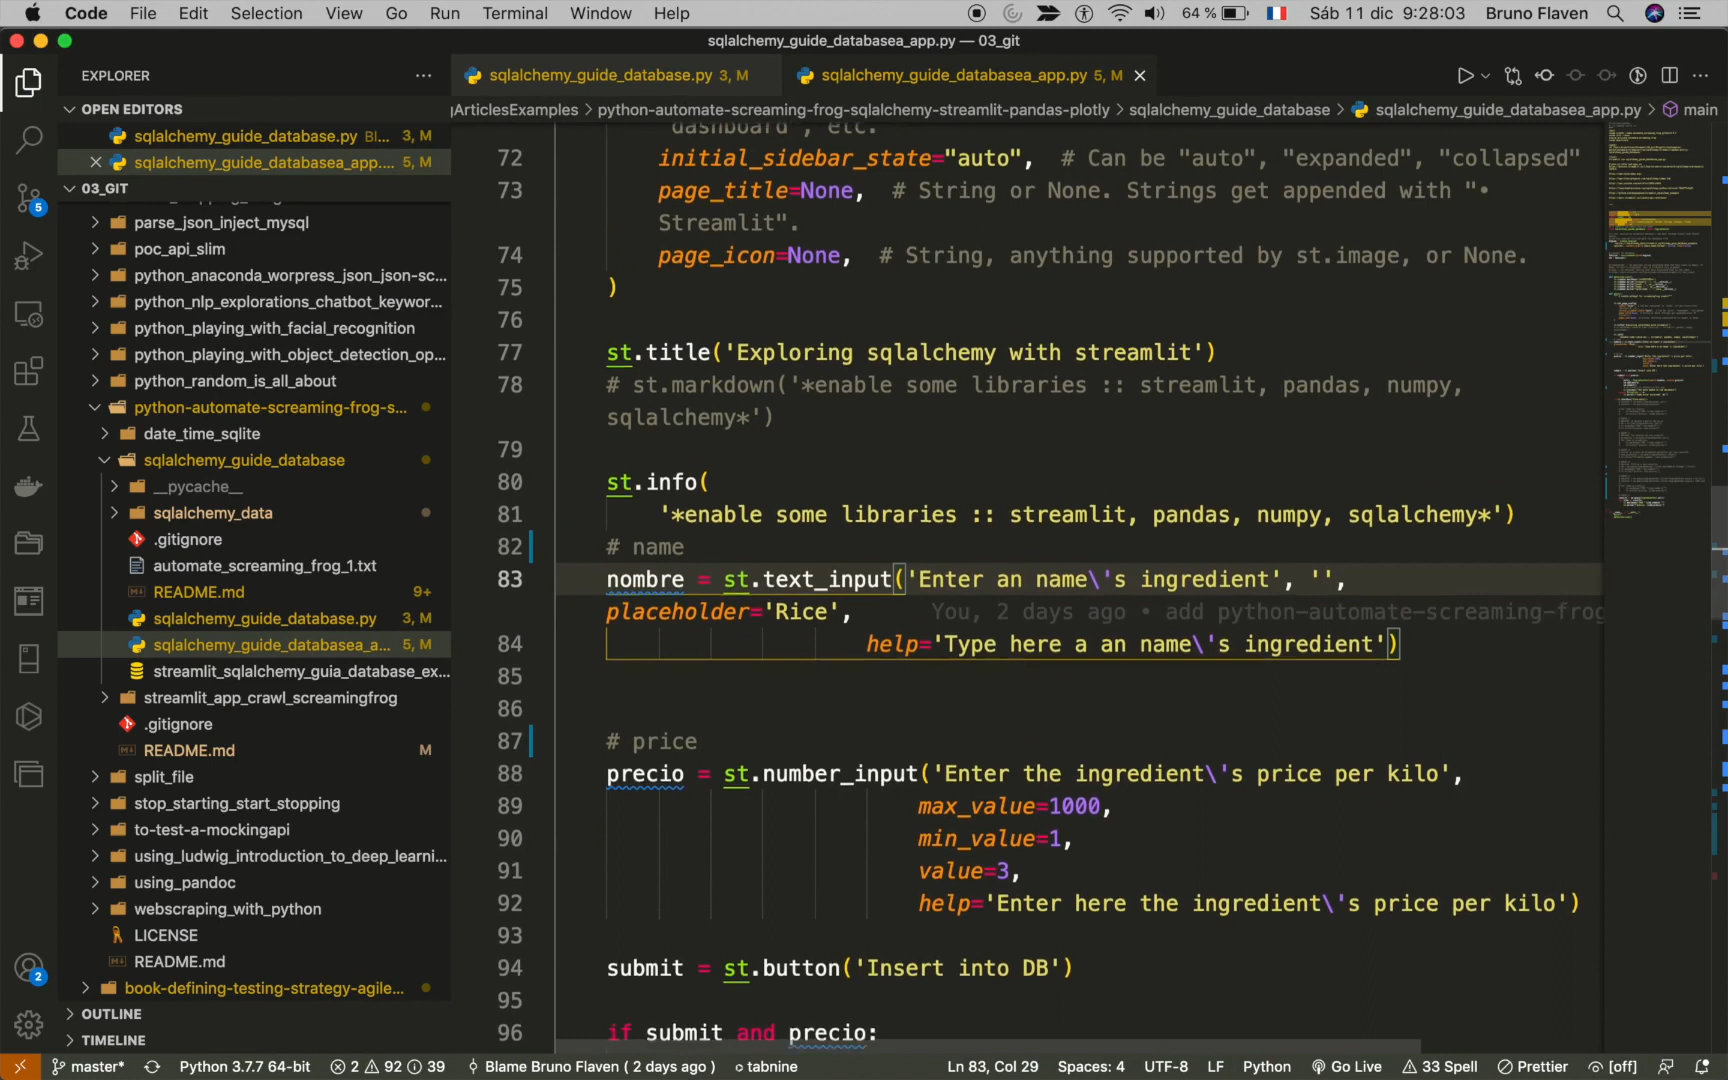 Code File Edit Selection View Go Run Terminal Window Help 64 % Sáb 11 dic 9:28:03 Bruno Flaven
sqlalchemy_guide_databasea_app.py — 03_git
EXPLORER
sqlalchemy_guide_database.py 3, M sqlalchemy_guide_databasea_app.py 5, M
OPEN EDITORS
gArticlesExamples > python-automate-screaming-frog-sqlalchemy-streamlit-pandas-plotly > sqlalchemy_guide_database > sqlalchemy_guide_databasea_app.py > main
sqlalchemy_guide_database.py Bl... 3, M
sqlalchemy_guide_databasea_app.... 5, M
03_GIT
parse_json_inject_mysql
poc_api_slim
python_anaconda_worpress_json_json-sc...
python_nlp_explorations_chatbot_keywor...
python_playing_with_facial_recognition
python_playing_with_object_detection_op...
python_random_is_all_about
python-automate-screaming-frog-s...
date_time_sqlite
sqlalchemy_guide_database
__pycache__
sqlalchemy_data
.gitignore
automate_screaming_frog_1.txt
README.md 9+
sqlalchemy_guide_database.py 3, M
sqlalchemy_guide_databasea_a... 5, M
streamlit_sqlalchemy_guia_database_ex...
streamlit_app_crawl_screamingfrog
.gitignore
README.md M
split_file
stop_starting_start_stopping
to-test-a-mockingapi
using_ludwig_introduction_to_deep_learni...
using_pandoc
webscraping_with_python
LICENSE
README.md
book-defining-testing-strategy-agile...
OUTLINE
TIMELINE
5
2
dashboard", etc.
72 initial_sidebar_state="auto", # Can be "auto", "expanded", "collapsed"
73 page_title=None, # String or None. Strings get appended with "•
Streamlit".
74 page_icon=None, # String, anything supported by st.image, or None.
75 )
76
77 st.title('Exploring sqlalchemy with streamlit')
78 # st.markdown('*enable some libraries :: streamlit, pandas, numpy,
sqlalchemy*')
79
80 st.info(
81 '*enable some libraries :: streamlit, pandas, numpy, sqlalchemy*')
82 # name
83 nombre = st.text_input('Enter an name\'s ingredient', '',
placeholder='Rice', You, 2 days ago • add python-automate-screaming-frog
84 help='Type here a an name\'s ingredient')
85
86
87 # price
88 precio = st.number_input('Enter the ingredient\'s price per kilo',
89 max_value=1000,
90 min_value=1,
91 value=3,
92 help='Enter here the ingredient\'s price per kilo')
93
94 submit = st.button('Insert into DB')
95
96 if submit and precio:
master* Python 3.7.7 64-bit 2 92 39 Blame Bruno Flaven ( 2 days ago ) tabnine Ln 83, Col 29 Spaces: 4 UTF-8 LF Python Go Live 33 Spell Prettier [off]